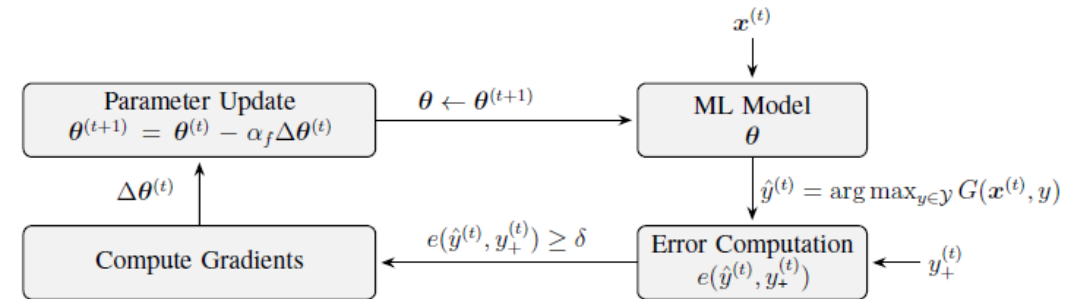 𝒙^(t)
Parameter Update
𝜽^(t+1) = 𝜽^(t) − α_f Δ𝜽^(t)
𝜽 ← 𝜽^(t+1)
ML Model
𝜽
Δ𝜽^(t)
ŷ^(t) = arg max_{y∈𝒴} G(𝒙^(t), y)
Compute Gradients
e(ŷ^(t), y_+^(t)) ≥ δ
Error Computation
e(ŷ^(t), y_+^(t))
y_+^(t)